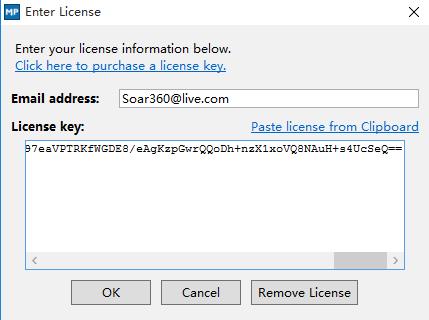 MP Enter License
Enter your license information below.
Click here to purchase a license key.
Email address: Soar360@live.com
License key: Paste license from Clipboard
97eaVPTRKfWGDE8/eAgKzpGwrQQoDh+nzX1xoVQ8NAuH+s4UcSeQ==
OK Cancel Remove License